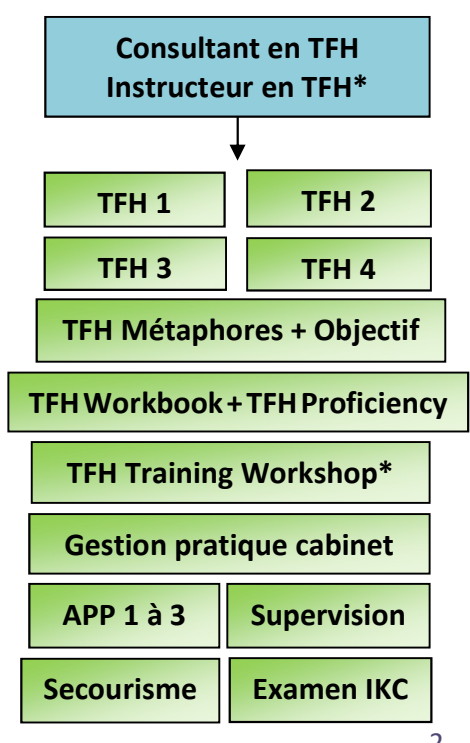 Consultant en TFH
Instructeur en TFH*
TFH 1
TFH 2
TFH 3
TFH 4
TFH Métaphores + Objectif
TFH Workbook + TFH Proficiency
TFH Training Workshop*
Gestion pratique cabinet
APP 1 à 3
Supervision
Secourisme
Examen IKC